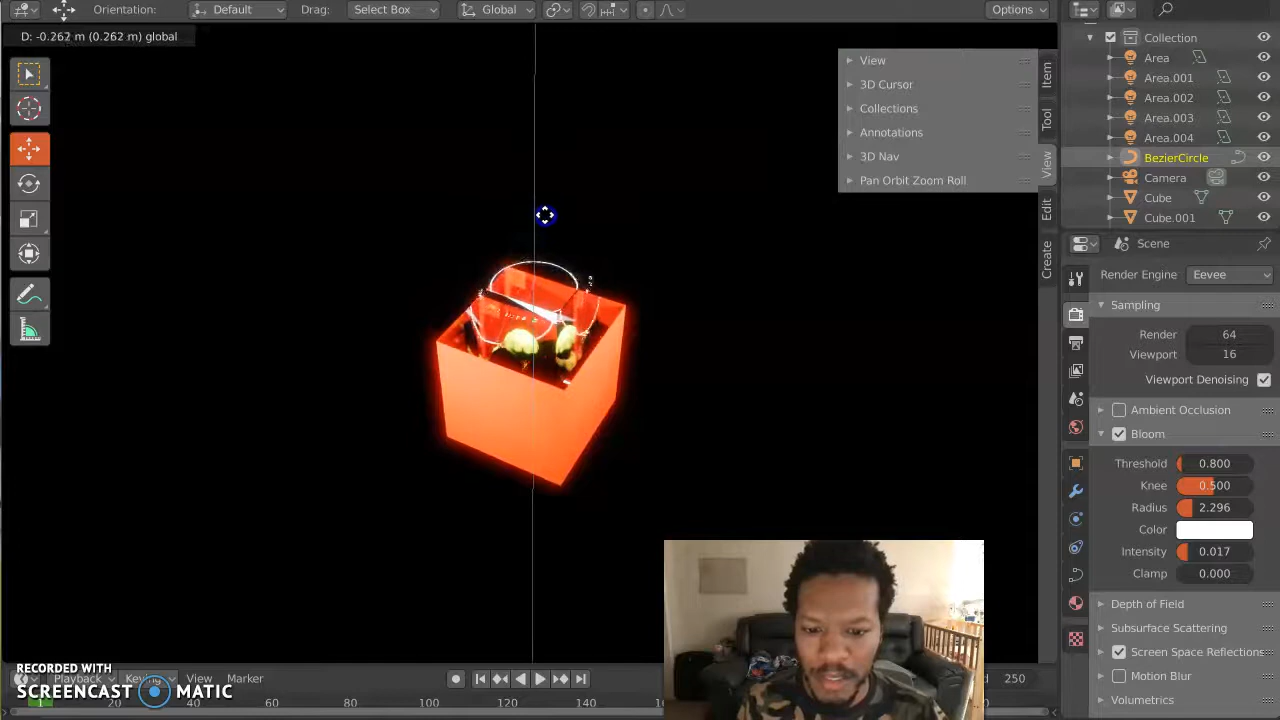 Orientation: Default Drag: Select Box Global Options
D: -0.262 m (0.262 m) global
View
3D Cursor
Collections
Annotations
3D Nav
Pan Orbit Zoom Roll
Item
Tool
View
Edit
Create
Collection
Area
Area.001
Area.002
Area.003
Area.004
BezierCircle
Camera
Cube
Cube.001
Scene
Render Engine Eevee
Sampling
Render 64
Viewport 16
Viewport Denoising
Ambient Occlusion
Bloom
Threshold 0.800
Knee 0.500
Radius 2.296
Color
Intensity 0.017
Clamp 0.000
Depth of Field
Subsurface Scattering
Screen Space Reflections
Motion Blur
Volumetrics
RECORDED WITH
SCREENCAST MATIC
Playback Keying View Marker 250
1 20 40 60 80 100 120 140